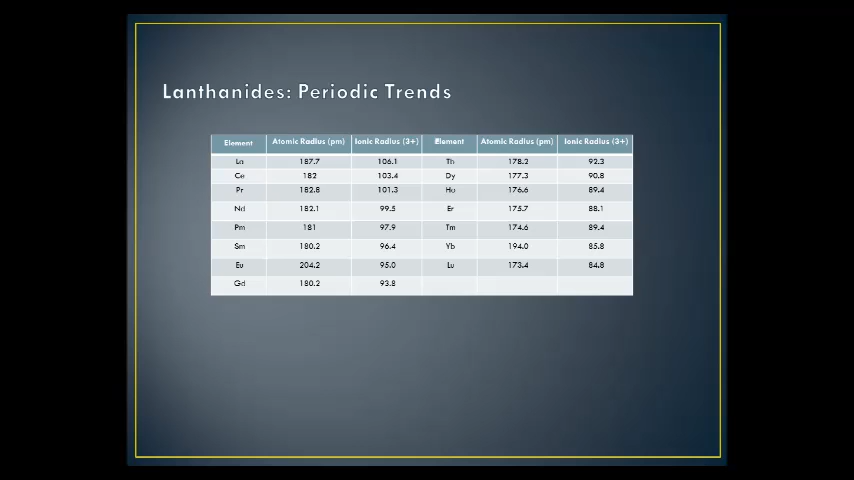 Lanthanides: Periodic Trends
Element Atomic Radius (pm) Ionic Radius (3+) Element Atomic Radius (pm) Ionic Radius (3+)
La 187.7 106.1 Tb 178.2 92.3
Ce 182 103.4 Dy 177.3 90.8
Pr 182.8 101.3 Ho 176.6 89.4
Nd 182.1 99.5 Er 175.7 88.1
Pm 181 97.9 Tm 174.6 89.4
Sm 180.2 96.4 Yb 194.0 85.8
Eu 204.2 95.0 Lu 173.4 84.8
Gd 180.2 93.8